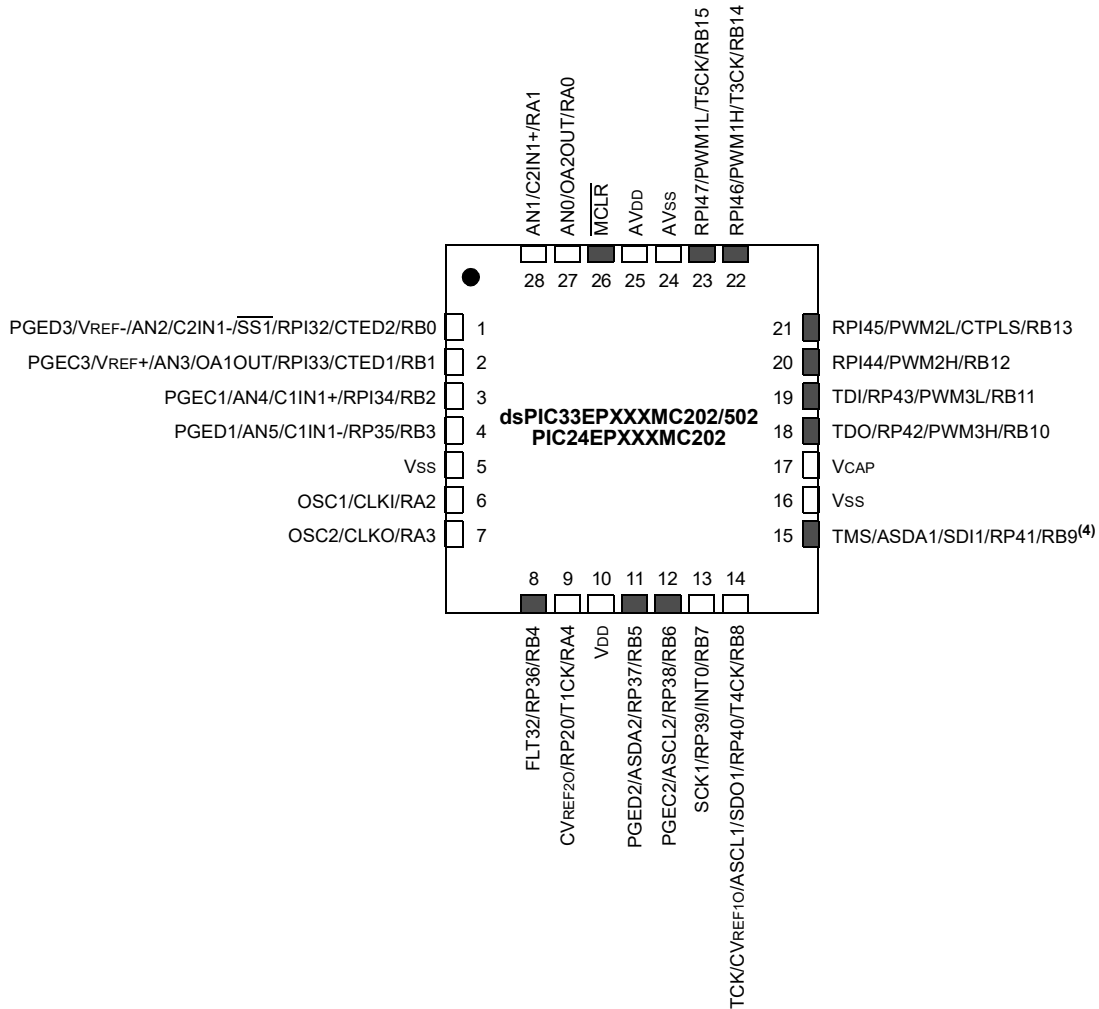 AN1/C2IN1+/RA1
AN0/OA2OUT/RA0
MCLR
AVDD
AVSS
RPI47/PWM1L/T5CK/RB15
RPI46/PWM1H/T3CK/RB14
28 27 26 25 24 23 22
PGED3/VREF-/AN2/C2IN1-/SS1/RPI32/CTED2/RB0 1
PGEC3/VREF+/AN3/OA1OUT/RPI33/CTED1/RB1 2
PGEC1/AN4/C1IN1+/RPI34/RB2 3
PGED1/AN5/C1IN1-/RP35/RB3 4
VSS 5
OSC1/CLKI/RA2 6
OSC2/CLKO/RA3 7
dsPIC33EPXXXMC202/502
PIC24EPXXXMC202
21 RPI45/PWM2L/CTPLS/RB13
20 RPI44/PWM2H/RB12
19 TDI/RP43/PWM3L/RB11
18 TDO/RP42/PWM3H/RB10
17 VCAP
16 VSS
15 TMS/ASDA1/SDI1/RP41/RB9(4)
8 9 10 11 12 13 14
FLT32/RP36/RB4
CVREF2O/RP20/T1CK/RA4
VDD
PGED2/ASDA2/RP37/RB5
PGEC2/ASCL2/RP38/RB6
SCK1/RP39/INT0/RB7
TCK/CVREF1O/ASCL1/SDO1/RP40/T4CK/RB8